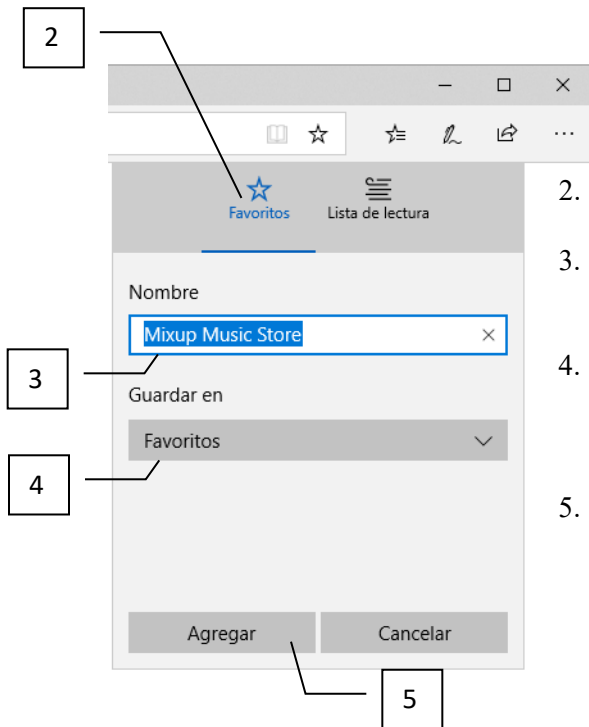 2
Favoritos
Lista de lectura
2.
3.
Nombre
Mixup Music Store
3
4.
Guardar en
Favoritos
4
5.
Agregar
Cancelar
5